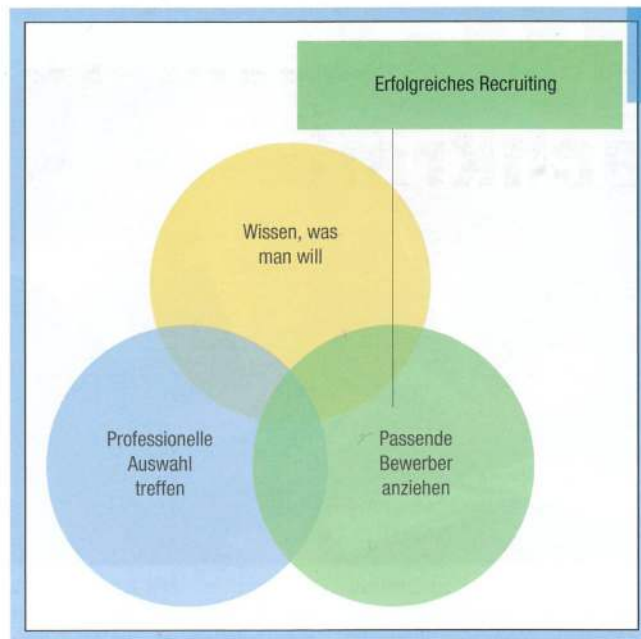 Erfolgreiches Recruiting
Wissen, was
man will
Professionelle
Auswahl
treffen
Passende
Bewerber
anziehen